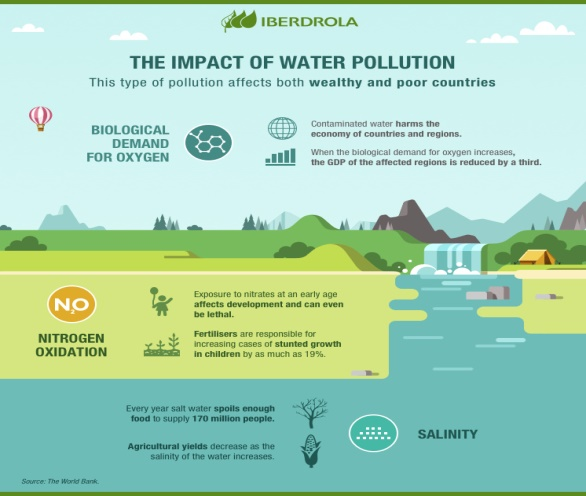 IBERDROLA
THE IMPACT OF WATER POLLUTION
This type of pollution affects both wealthy and poor countries
BIOLOGICAL
DEMAND
FOR OXYGEN
Contaminated water harms the
economy of countries and regions.
When the biological demand for oxygen increases,
the GDP of the affected regions is reduced by a third.
N2O
NITROGEN
OXIDATION
Exposure to nitrates at an early age
affects development and can even
be lethal.
Fertilisers are responsible for
increasing cases of stunted growth
in children by as much as 19%.
Every year salt water spoils enough
food to supply 170 million people.
Agricultural yields decrease as the
salinity of the water increases.
SALINITY
Source: The World Bank.